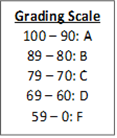 Grading Scale
100 – 90: A
89 – 80: B
79 – 70: C
69 – 60: D
59 – 0: F